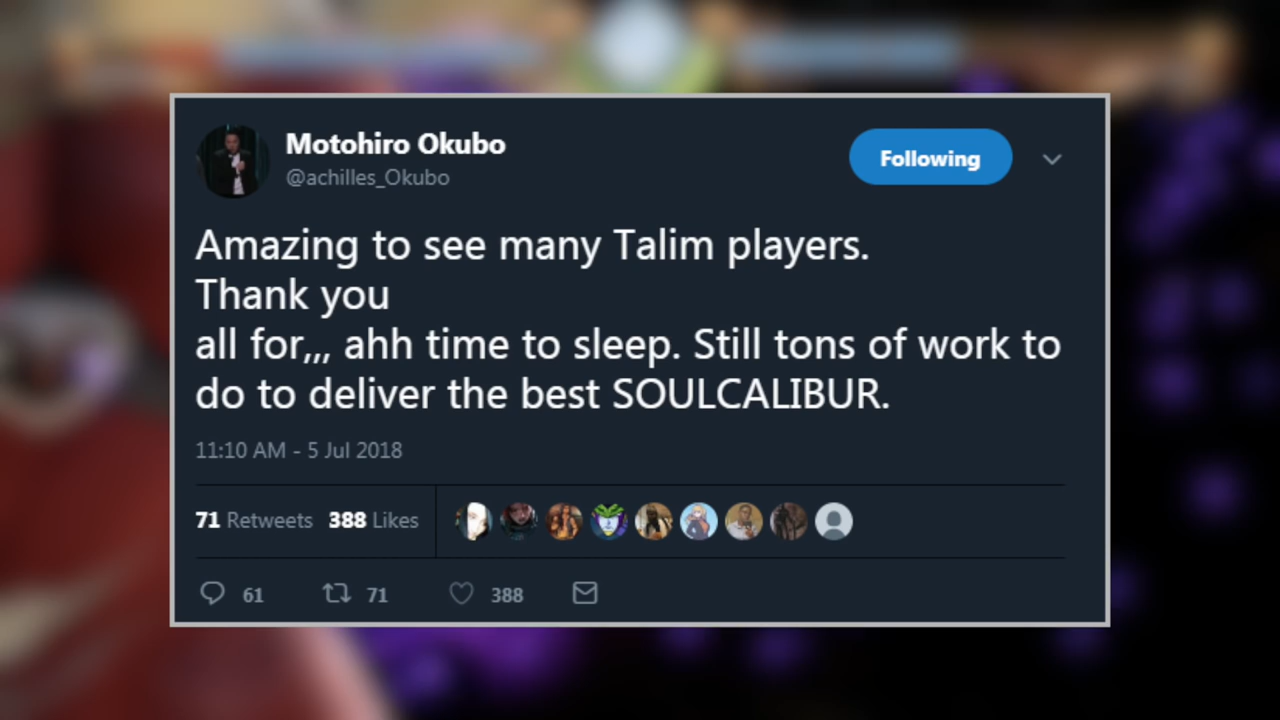 Motohiro Okubo
@achilles_Okubo
Following
Amazing to see many Talim players.
Thank you
all for,,, ahh time to sleep. Still tons of work to
do to deliver the best SOULCALIBUR.
11:10 AM - 5 Jul 2018
71 Retweets 388 Likes
61 71 388